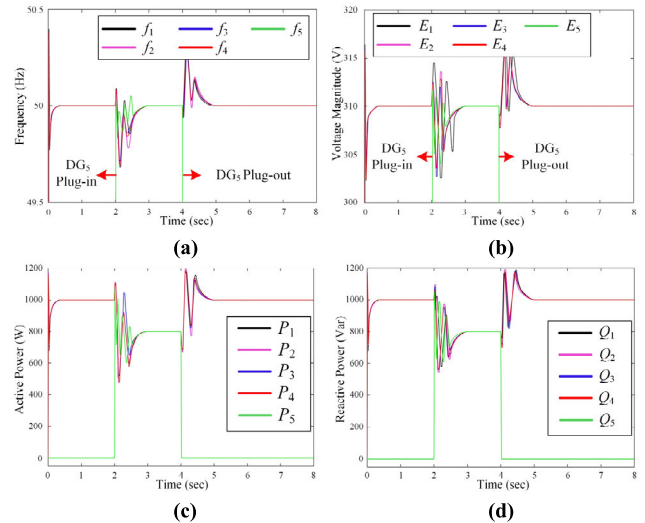 f1 f3 f5
f2 f4
Frequency (Hz)
50.5
50
49.5
DG5
Plug-in
DG5 Plug-out
0 1 2 3 4 5 6 7 8
Time (sec)
(a)
E1 E3 E5
E2 E4
Voltage Magnitude (V)
320
310
305
300
DG5
Plug-in
DG5
Plug-out
0 1 2 3 4 5 6 7 8
Time (sec)
(b)
Active Power (W)
1200
1000
800
600
400
200
0
P1
P2
P3
P4
P5
0 1 2 3 4 5 6 7 8
Time (sec)
(c)
Reactive Power (Var)
1200
1000
800
600
400
200
0
Q1
Q2
Q3
Q4
Q5
0 1 2 3 4 5 6 7 8
Time (sec)
(d)